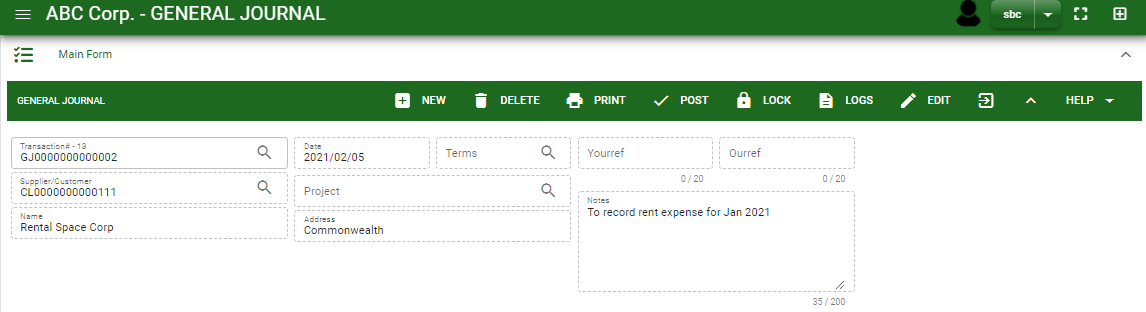 ABC Corp. - GENERAL JOURNAL
sbc
Main Form
GENERAL JOURNAL
NEW
DELETE
PRINT
POST
LOCK
LOGS
EDIT
HELP
Transaction# - 13
GJ0000000000002
Date
2021/02/05
Terms
Yourref
0 / 20
Ourref
0 / 20
Supplier/Customer
CL0000000000111
Project
Name
Rental Space Corp
Address
Commonwealth
Notes
To record rent expense for Jan 2021
35 / 200